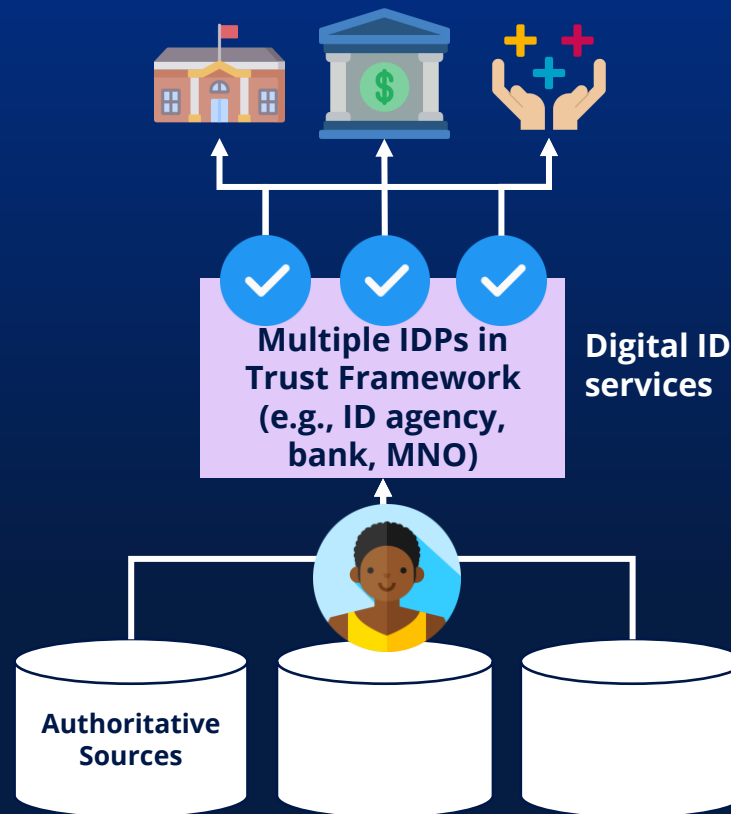 Multiple IDPs in
Trust Framework
(e.g., ID agency,
bank, MNO)
Digital ID
services
Authoritative
Sources